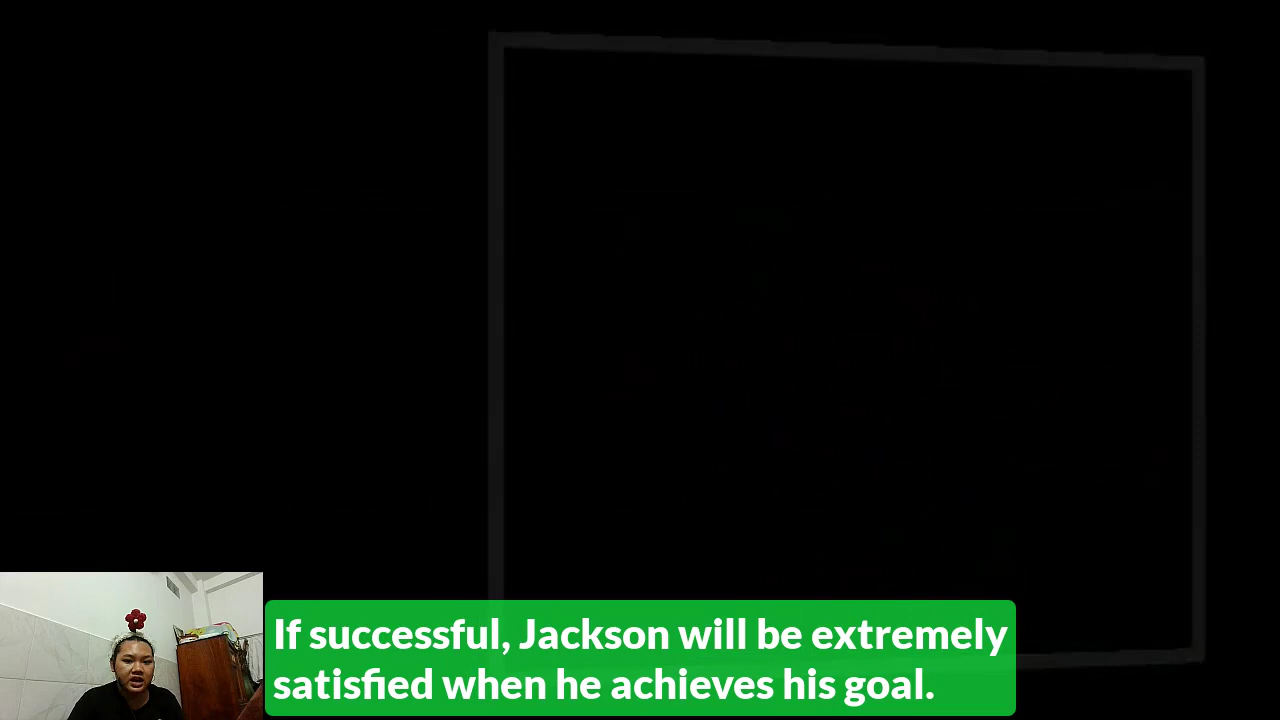 If successful, Jackson will be extremely
satisfied when he achieves his goal.